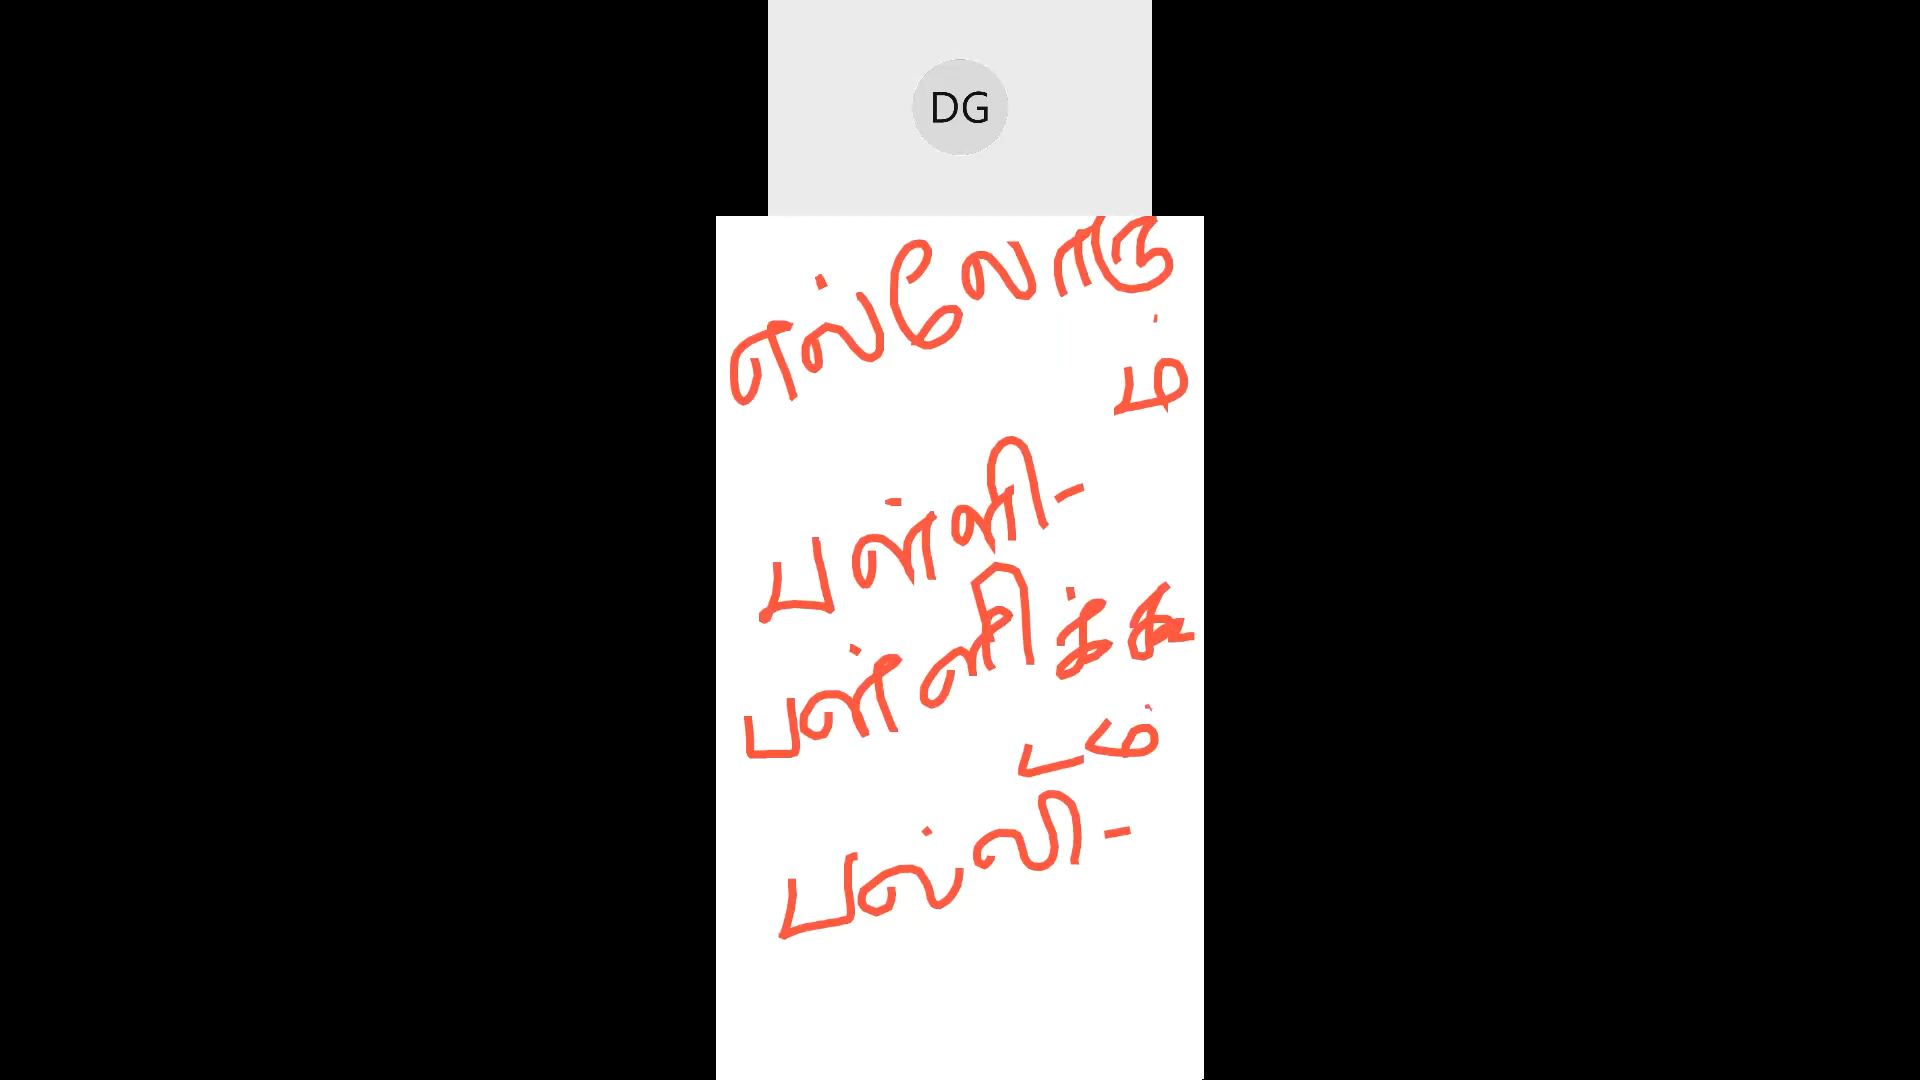 DG
எல்லோரு
ம்
பள்ளி-
பள்ளிக்கூ
டம்
பல்லி-